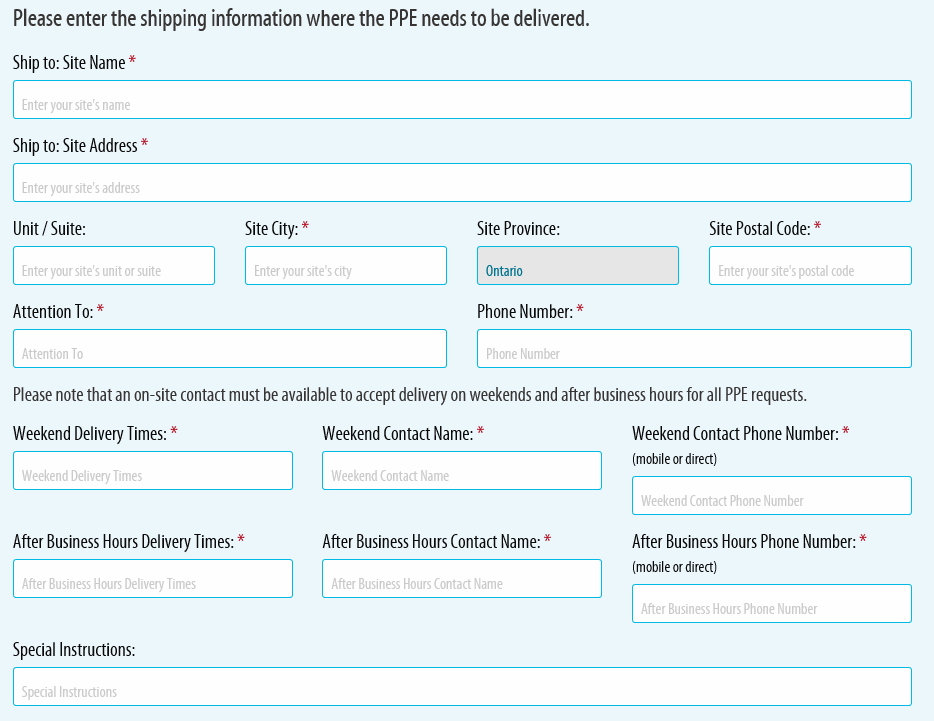 Please enter the shipping information where the PPE needs to be delivered.
Ship to: Site Name *
Enter your site's name
Ship to: Site Address *
Enter your site's address
Unit / Suite: Site City: * Site Province: Site Postal Code: *
Enter your site's unit or suite Enter your site's city Ontario Enter your site's postal code
Attention To: * Phone Number: *
Attention To Phone Number
Please note that an on-site contact must be available to accept delivery on weekends and after business hours for all PPE requests.
Weekend Delivery Times: * Weekend Contact Name: * Weekend Contact Phone Number: *
(mobile or direct)
Weekend Delivery Times Weekend Contact Name Weekend Contact Phone Number
After Business Hours Delivery Times: * After Business Hours Contact Name: * After Business Hours Phone Number: *
(mobile or direct)
After Business Hours Delivery Times After Business Hours Contact Name After Business Hours Phone Number
Special Instructions:
Special Instructions